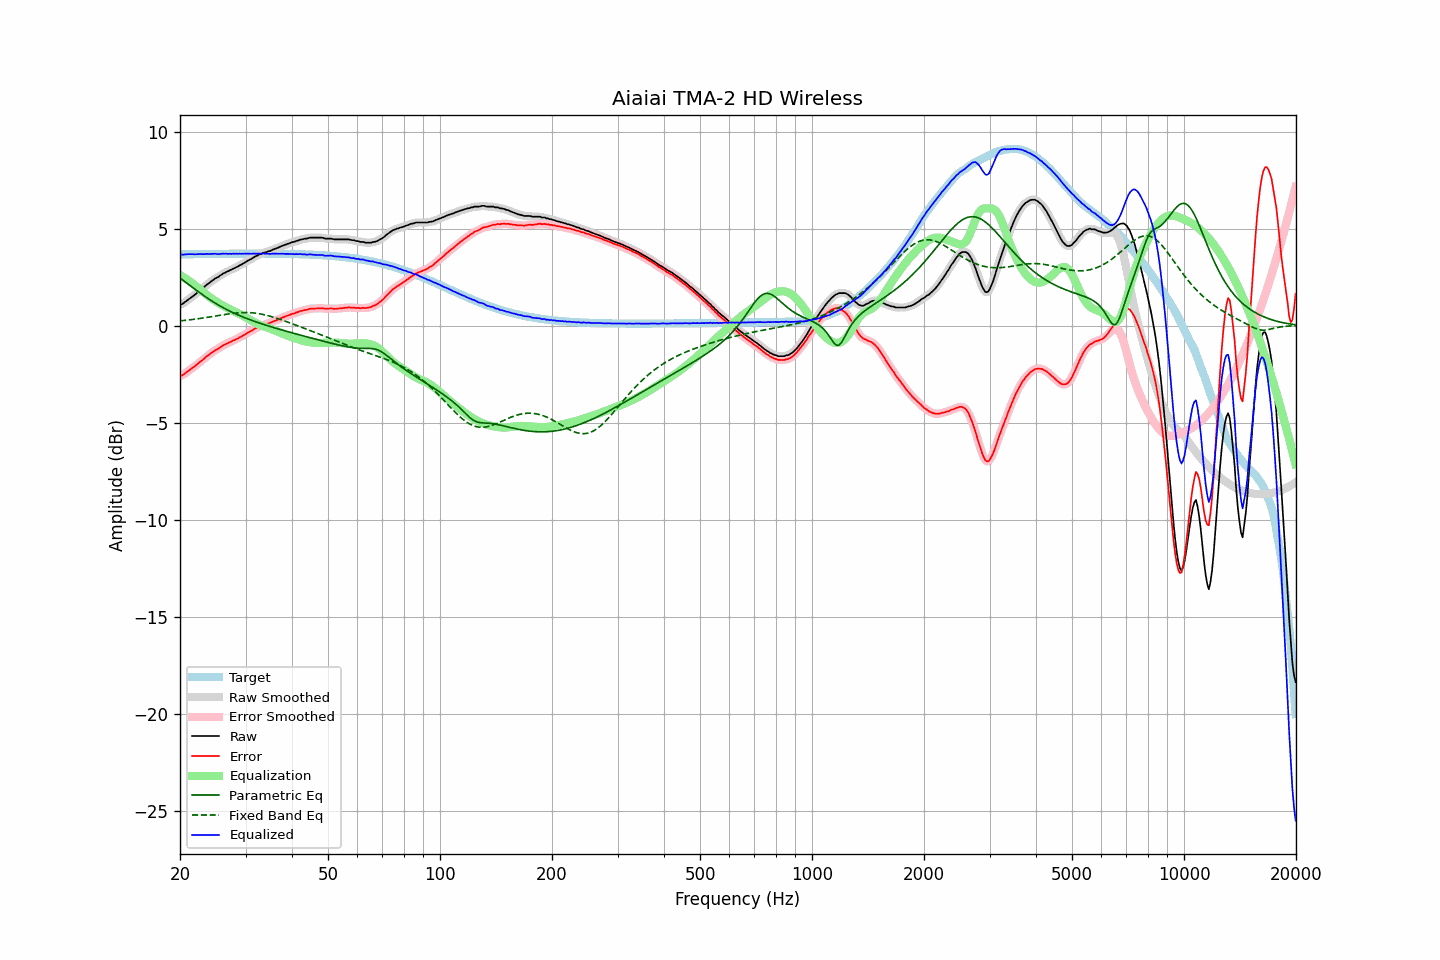 Aiaiai TMA-2 HD Wireless
10
5
0
−5
−10
−15
−20
−25
Amplitude (dBr)
Target
Raw Smoothed
Error Smoothed
Raw
Error
Equalization
Parametric Eq
Fixed Band Eq
Equalized
20 50 100 200 500 1000 2000 5000 10000 20000
Frequency (Hz)